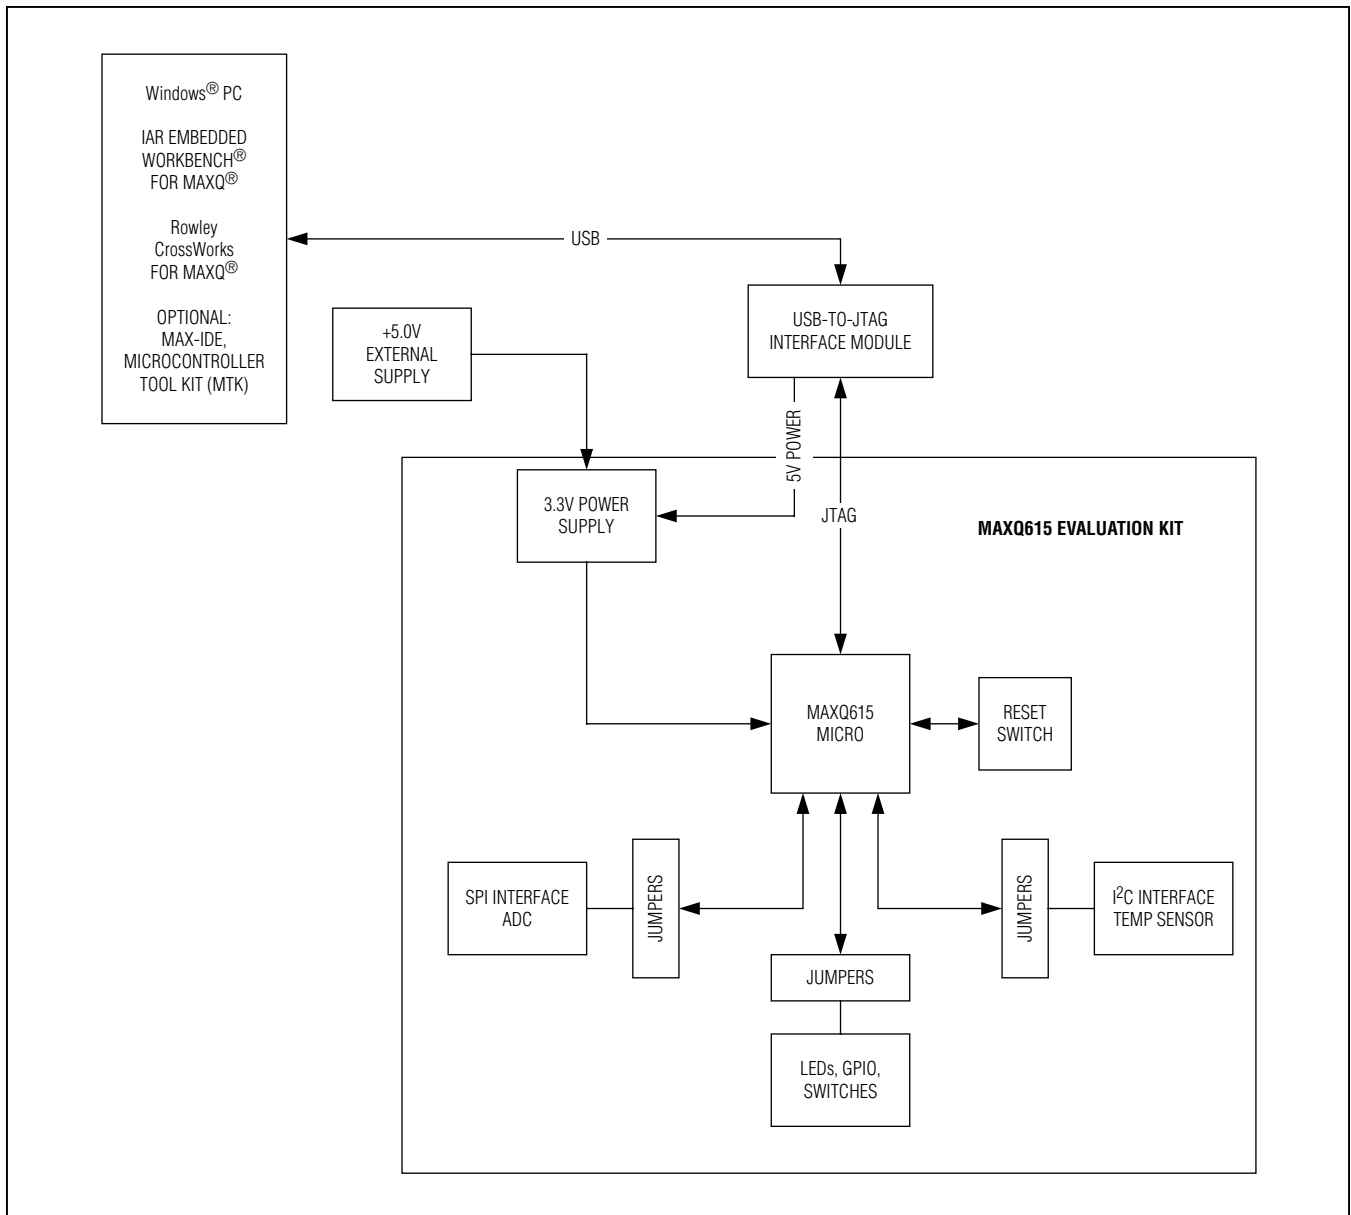 Windows® PC
IAR EMBEDDED
WORKBENCH®
FOR MAXQ®
Rowley
CrossWorks
FOR MAXQ®
OPTIONAL:
MAX-IDE,
MICROCONTROLLER
TOOL KIT (MTK)
USB
+5.0V
EXTERNAL
SUPPLY
USB-TO-JTAG
INTERFACE MODULE
5V POWER
JTAG
3.3V POWER
SUPPLY
MAXQ615 EVALUATION KIT
MAXQ615
MICRO
RESET
SWITCH
SPI INTERFACE
ADC
JUMPERS
JUMPERS
I²C INTERFACE
TEMP SENSOR
JUMPERS
LEDs, GPIO,
SWITCHES